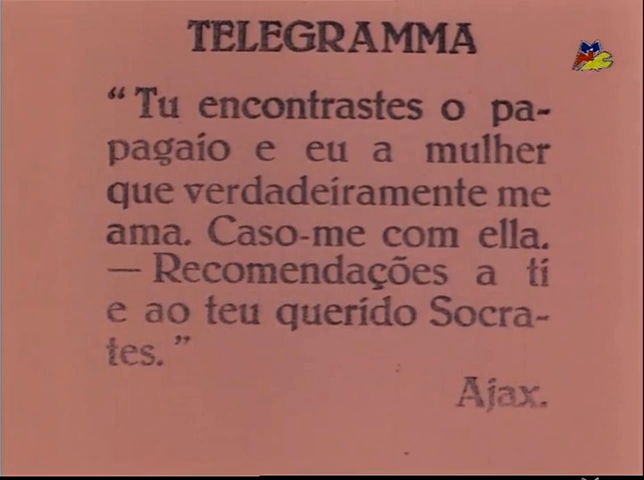 TELEGRAMMA
“Tu encontrastes o pa-
pagaio e eu a mulher
que verdadeiramente me
ama. Caso-me com ella.
— Recomendações a ti
e ao teu querido Socra-
tes.”
Ajax.